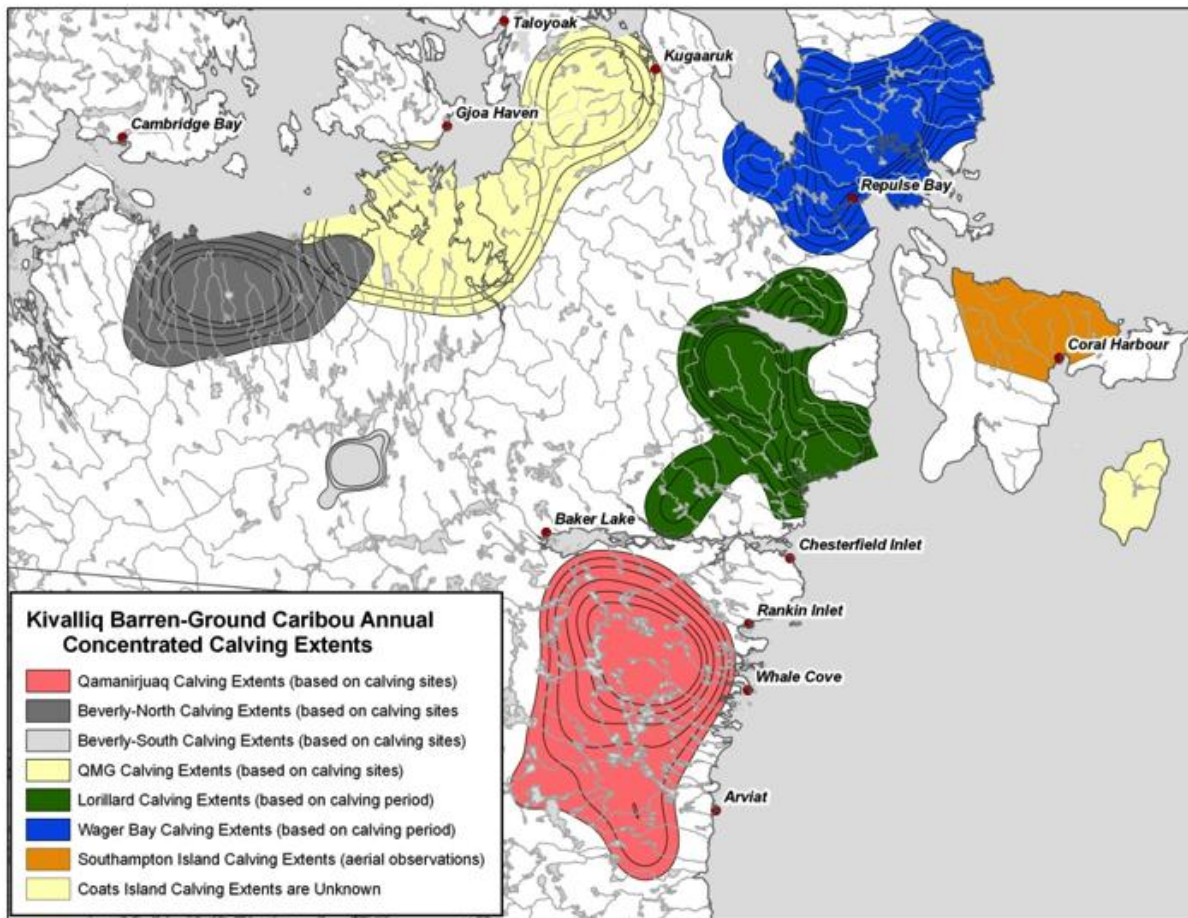 Taloyoak
Kugaaruk
Cambridge Bay
Gjoa Haven
Repulse Bay
Coral Harbour
Baker Lake
Chesterfield Inlet
Rankin Inlet
Whale Cove
Arviat
Kivalliq Barren-Ground Caribou Annual
Concentrated Calving Extents
Qamanirjuaq Calving Extents (based on calving sites)
Beverly-North Calving Extents (based on calving sites
Beverly-South Calving Extents (based on calving sites)
QMG Calving Extents (based on calving sites)
Lorillard Calving Extents (based on calving period)
Wager Bay Calving Extents (based on calving period)
Southampton Island Calving Extents (aerial observations)
Coats Island Calving Extents are Unknown